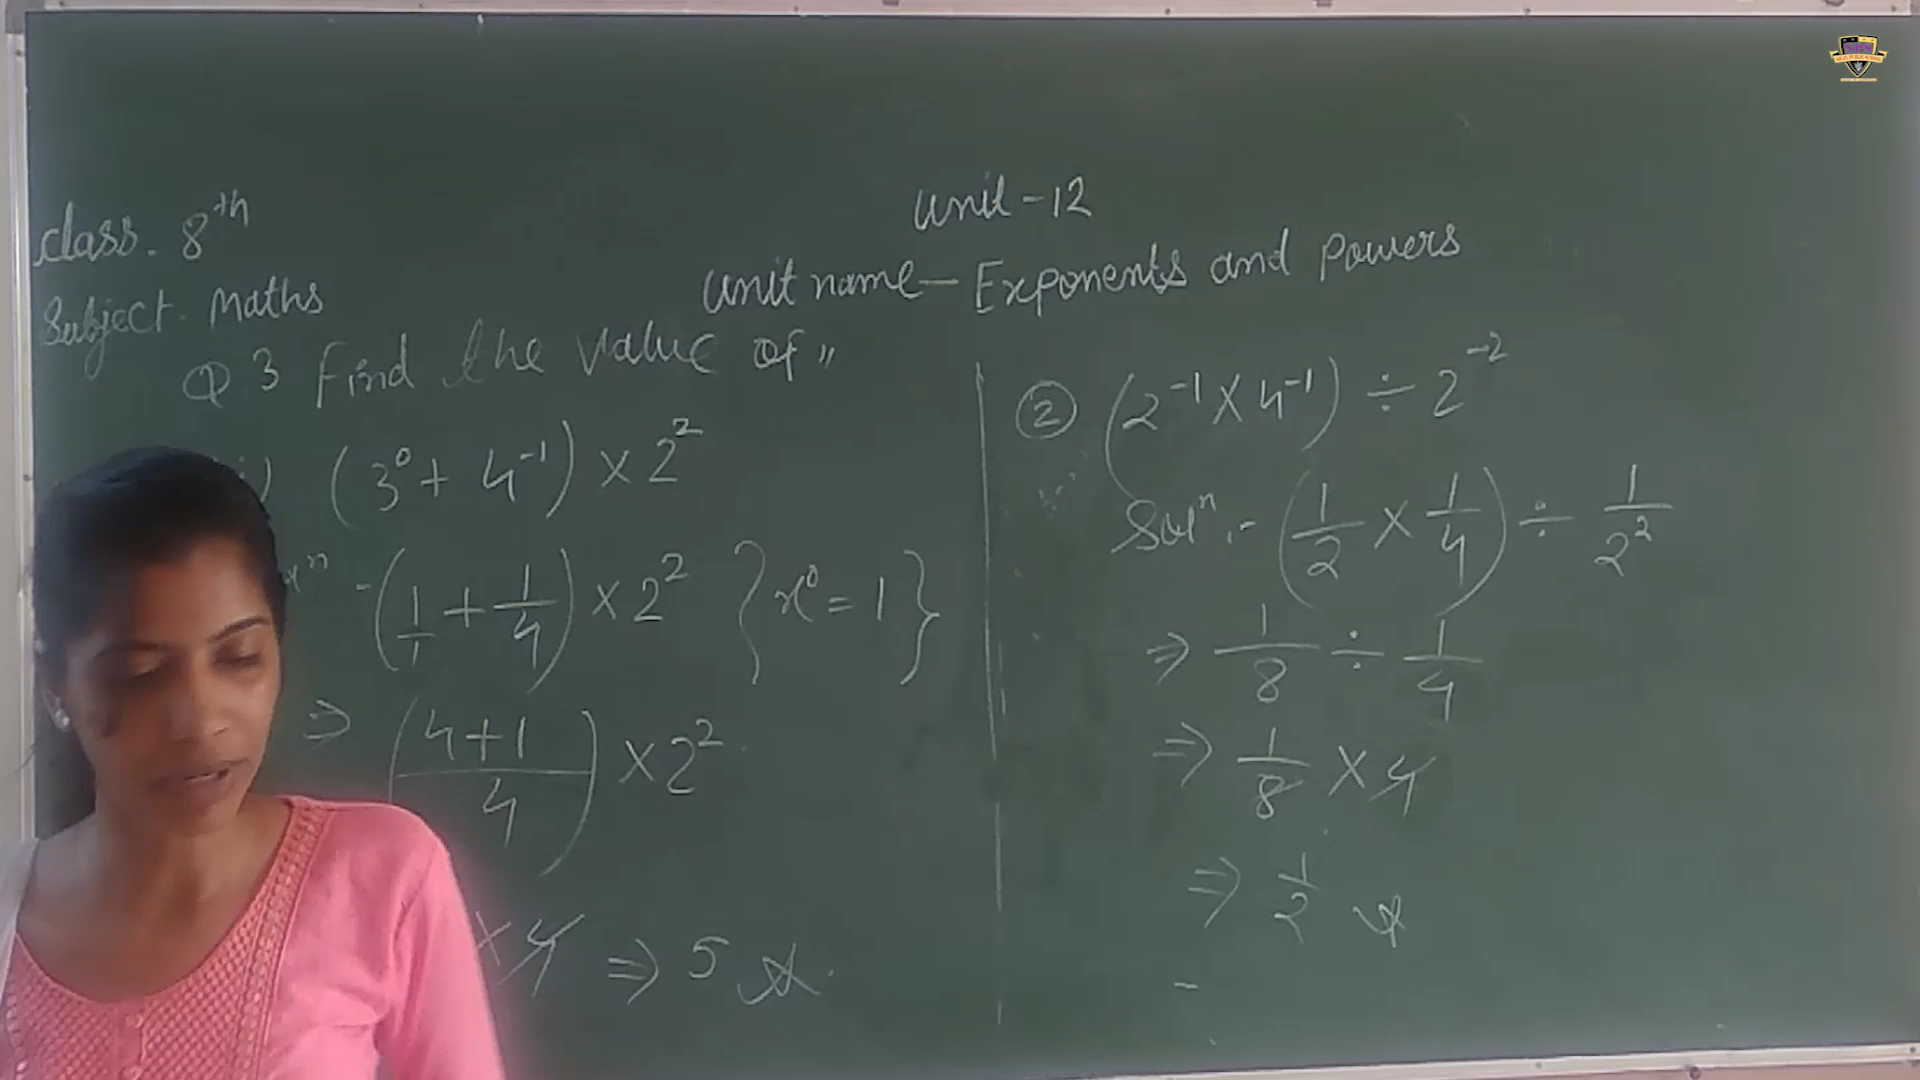 class. 8th
Subject. Maths
Unit - 12
Unit name - Exponents and Powers
Q 3 Find the value of,,
i) (3⁰ + 4⁻¹) × 2²
- (1/1 + 1/4) × 2² } x⁰ = 1 }
⇒ (4+1 / 4) × 2²
× 4 ⇒ 5
② (2⁻¹ × 4⁻¹) ÷ 2⁻²
Solⁿ :- (1/2 × 1/4) ÷ 1/2²
⇒ 1/8 ÷ 1/4
⇒ 1/8 × 4
⇒ 1/2